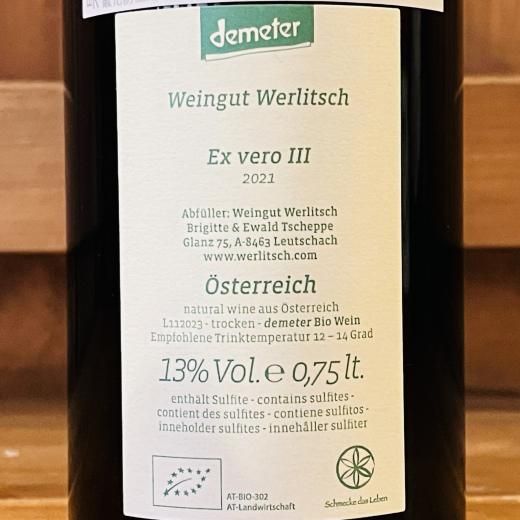 demeter
Weingut Werlitsch
Ex vero III
2021
Abfüller: Weingut Werlitsch
Brigitte & Ewald Tscheppe
Glanz 75, A-8463 Leutschach
www.werlitsch.com
Österreich
natural wine aus Österreich
L112023 - trocken - demeter Bio Wein
Empfohlene Trinktemperatur 12 – 14 Grad
13% Vol. e 0,75 lt.
enthält Sulfite - contains sulfites -
contient des sulfites - contiene sulfitos -
inneholder sulfites - innehåller sulfiter
AT-BIO-302
AT-Landwirtschaft
Schmecke das Leben